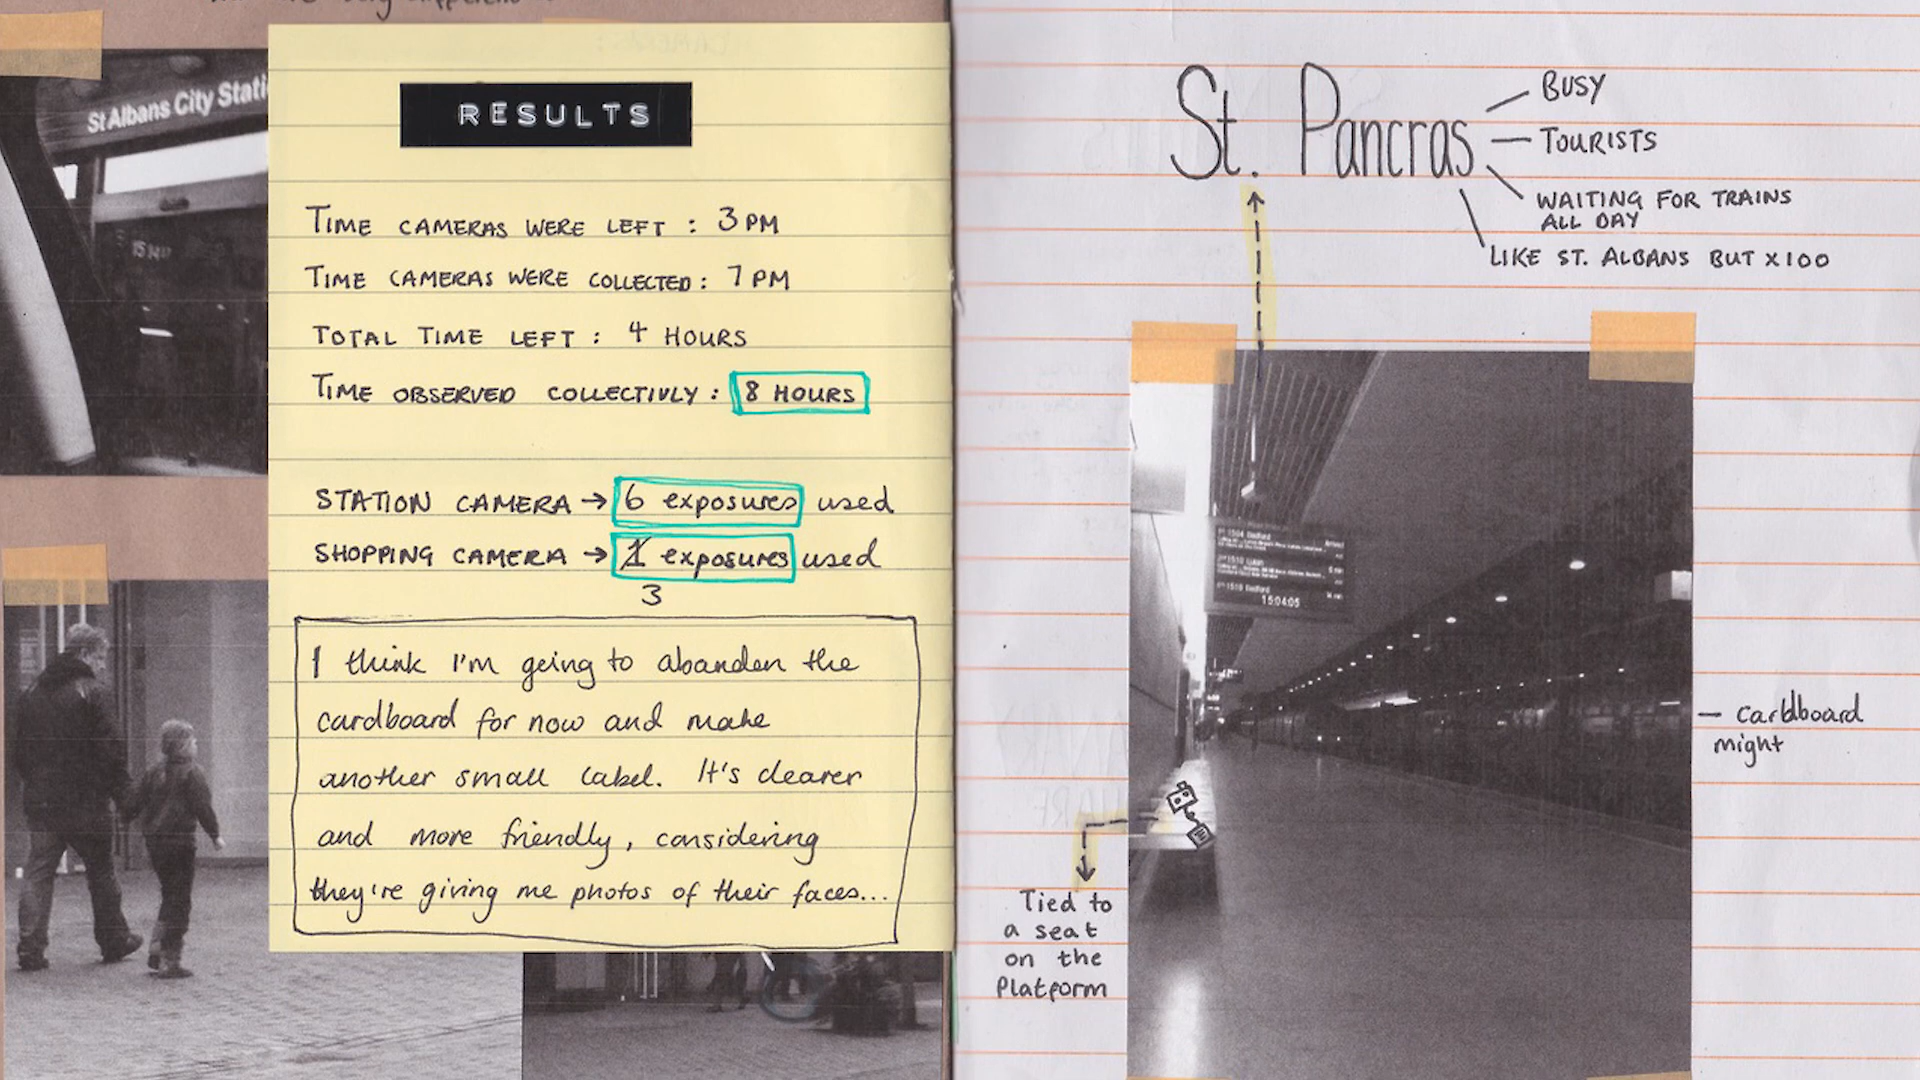 St Albans City Stati
RESULTS
TIME CAMERAS WERE LEFT : 3 PM
TIME CAMERAS WERE COLLECTED : 7 PM
TOTAL TIME LEFT : 4 HOURS
TIME OBSERVED COLLECTIVLY : 8 HOURS
STATION CAMERA → 6 exposures used
SHOPPING CAMERA → 1 exposures used
3
I think I'm going to abanden the
cardboard for now and make
another small label. It's clearer
and more friendly, considering
they're giving me photos of their faces...
St. Pancras
BUSY
TOURISTS
WAITING FOR TRAINS
ALL DAY
LIKE ST. ALBANS BUT X100
15:04:05
— cardboard
might
Tied to
a seat
on the
Platform